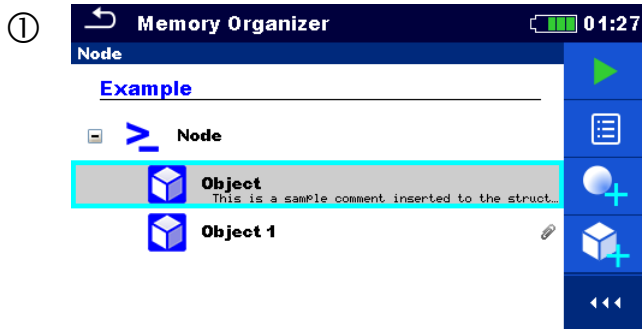 ①
Memory Organizer 01:27
Node
Example
Node
Object
This is a sample comment inserted to the struct…
Object 1